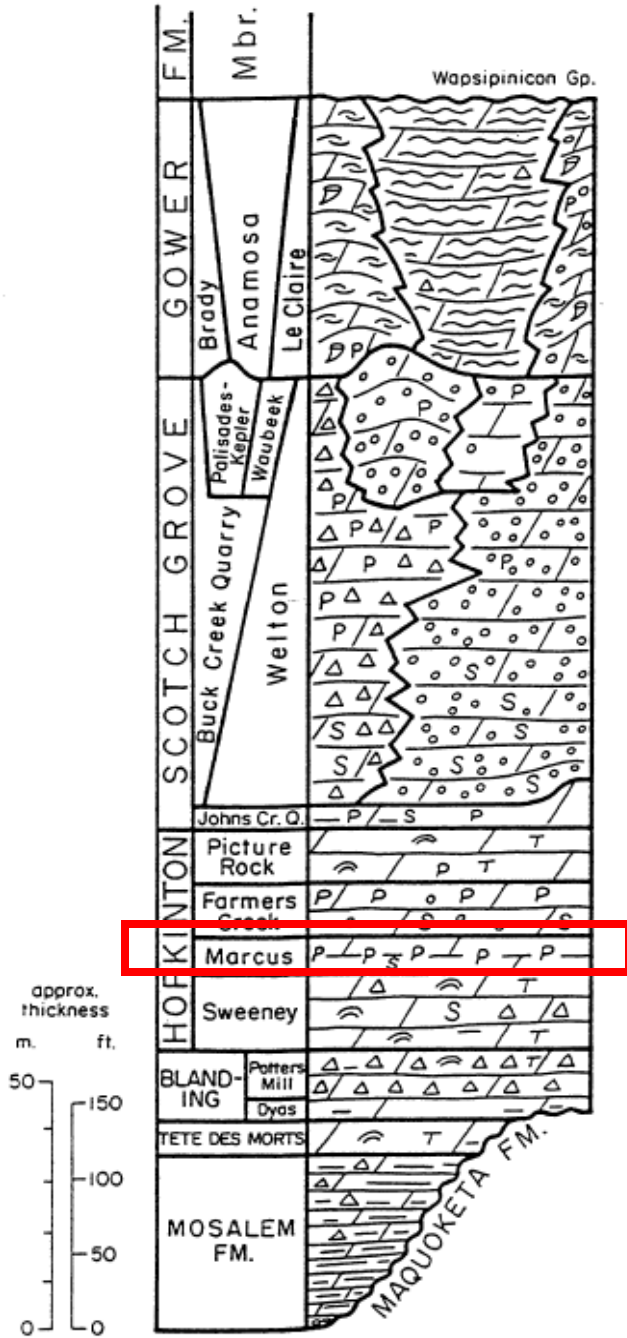 FM.
Mbr.
Wapsipinicon Gp.
GOWER
Brady
Anamosa
Le Claire
SCOTCH GROVE
Palisades-
Kepler
Waubeek
Buck Creek Quarry
Welton
Johns Cr. Q.
HOPKINTON
Picture
Rock
Farmers
Creek
Marcus
Sweeney
approx.
thickness
m.
ft.
50
150
100
50
0
0
BLAND-
ING
Potters
Mill
Dyas
TETE DES MORTS
MOSALEM
FM.
MAQUOKETA FM.